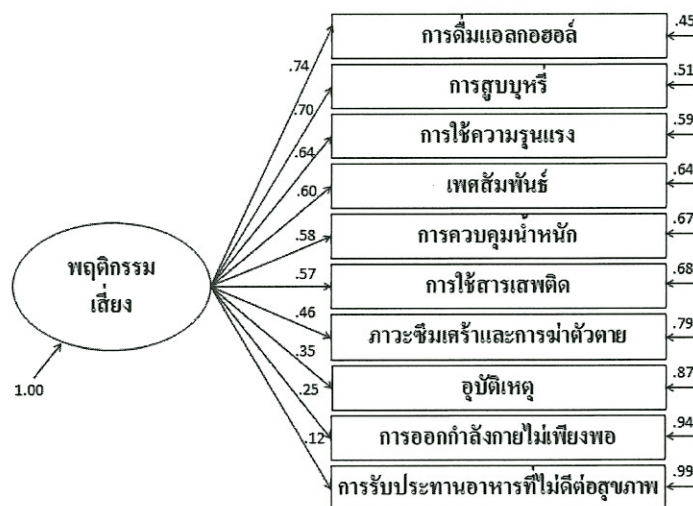 การดื่มแอลกอฮอล์ .45
.74
การสูบบุหรี่ .51
.70
การใช้ความรุนแรง .59
.64
เพศสัมพันธ์ .64
.60
การควบคุมน้ำหนัก .67
.58
พฤติกรรม
เสี่ยง
การใช้สารเสพติด .68
.57
.46
ภาวะซึมเศร้าและการฆ่าตัวตาย .79
.35
อุบัติเหตุ .87
1.00
.25
การออกกำลังกายไม่เพียงพอ .94
.12
การรับประทานอาหารที่ไม่ดีต่อสุขภาพ .99